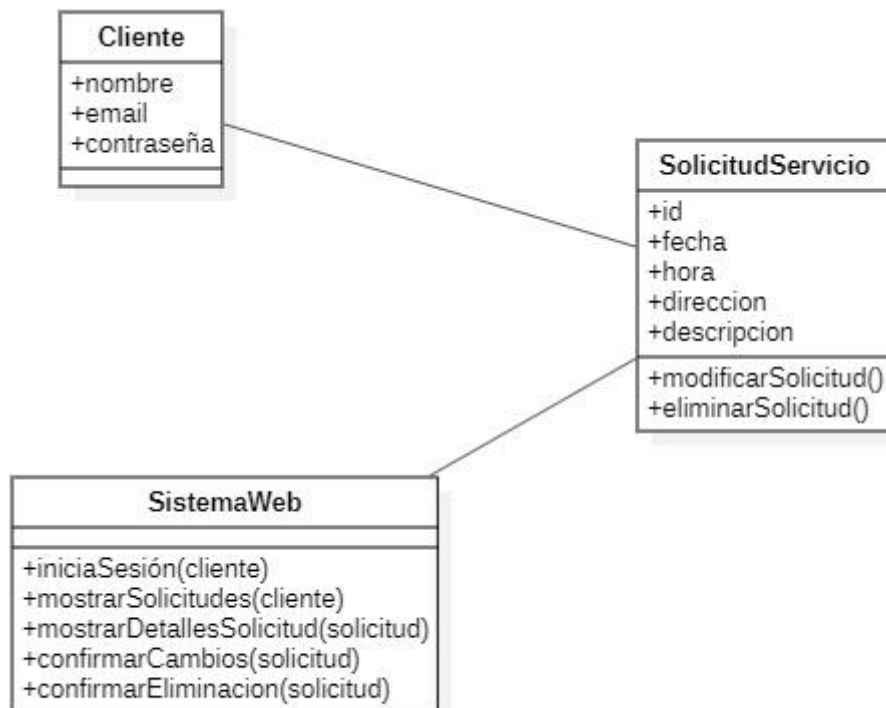 Cliente
+nombre
+email
+contraseña
SolicitudServicio
+id
+fecha
+hora
+direccion
+descripcion
+modificarSolicitud()
+eliminarSolicitud()
SistemaWeb
+iniciaSesión(cliente)
+mostrarSolicitudes(cliente)
+mostrarDetallesSolicitud(solicitud)
+confirmarCambios(solicitud)
+confirmarEliminacion(solicitud)